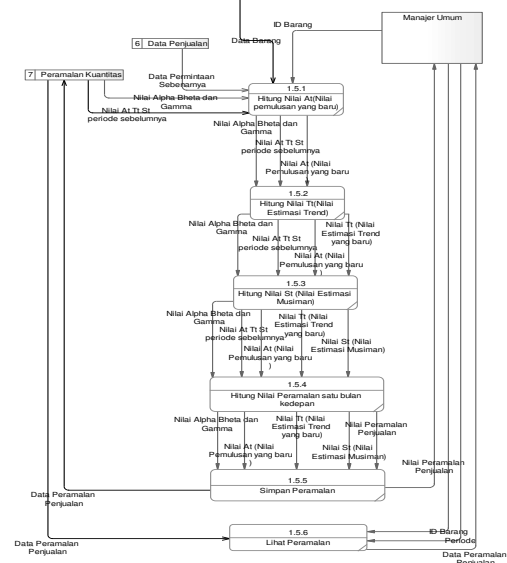 ID Barang
Manajer Umum
Data Barang
6 Data Penjualan
7 Peramalan Kuantitas
Data Permintaan
Sebenarnya
Nilai Alpha Bheta dan
Gamma
Nilai At Tt St
periode sebelumnya
1.5.1
Hitung Nilai At(Nilai
pemulusan yang baru)
Nilai Alpha Bheta dan
Gamma
Nilai At Tt St
periode sebelumnya
Nilai At (Nilai
Pemulusan yang baru
1.5.2
Hitung Nilai Tt(Nilai
Estimasi Trend)
Nilai Alpha Bheta dan
Gamma
Nilai At Tt St
periode sebelumnya
Nilai At (Nilai
Pemulusan yang baru
)
Nilai Tt (Nilai
Estimasi Trend
yang baru)
1.5.3
Hitung Nilai St (Nilai Estimasi
Musiman)
Nilai Alpha Bheta dan
Gamma
Nilai At Tt St
periode sebelumnya
Nilai At (Nilai
Pemulusan yang baru
)
Nilai Tt (Nilai
Estimasi Trend
yang baru)
Nilai St (Nilai
Estimasi Musiman)
1.5.4
Hitung Nilai Peramalan satu bulan
kedepan
Nilai Alpha Bheta dan
Gamma
Nilai At (Nilai
Pemulusan yang baru
)
Nilai Tt (Nilai
Estimasi Trend
yang baru)
Nilai St (Nilai
Estimasi Musiman)
Nilai Peramalan
Penjualan
Nilai Peramalan
Penjualan
1.5.5
Simpan Peramalan
Data Peramalan
Penjualan
1.5.6
Lihat Peramalan
ID Barang
Periode
Data Peramalan
Penjualan
Data Peramalan
Penjualan